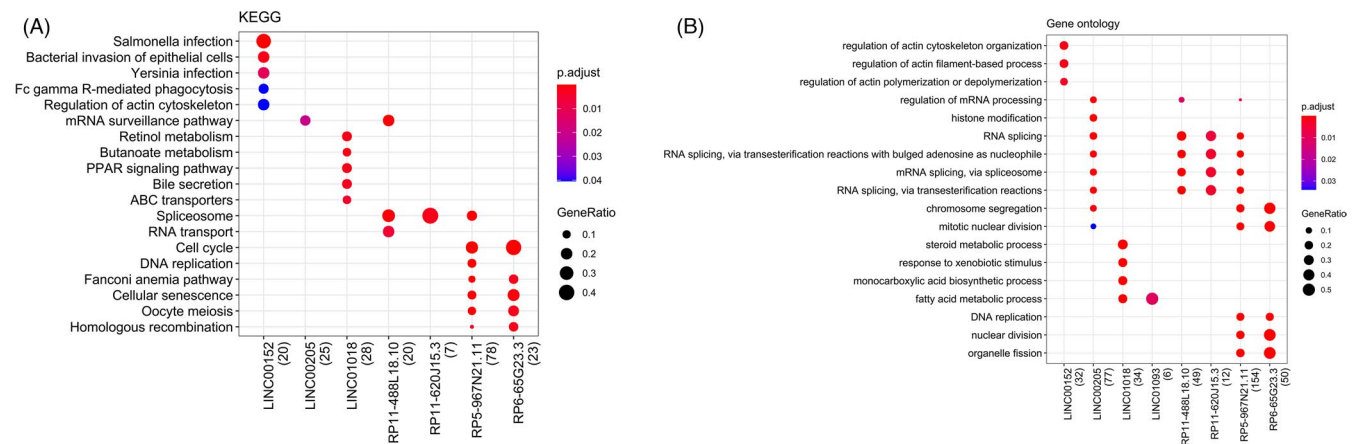 (A)
KEGG
Salmonella infection
Bacterial invasion of epithelial cells
Yersinia infection
Fc gamma R-mediated phagocytosis
Regulation of actin cytoskeleton
mRNA surveillance pathway
Retinol metabolism
Butanoate metabolism
PPAR signaling pathway
Bile secretion
ABC transporters
Spliceosome
RNA transport
Cell cycle
DNA replication
Fanconi anemia pathway
Cellular senescence
Oocyte meiosis
Homologous recombination
LINC00152
(20)
LINC00205
(25)
LINC01018
(28)
RP11-488L18.10
(20)
RP11-620J15.3
(7)
RP5-967N21.11
(78)
RP6-65G23.3
(23)
p.adjust
0.01
0.02
0.03
0.04
GeneRatio
0.1
0.2
0.3
0.4
(B)
Gene ontology
regulation of actin cytoskeleton organization
regulation of actin filament-based process
regulation of actin polymerization or depolymerization
regulation of mRNA processing
histone modification
RNA splicing
RNA splicing, via transesterification reactions with bulged adenosine as nucleophile
mRNA splicing, via spliceosome
RNA splicing, via transesterification reactions
chromosome segregation
mitotic nuclear division
steroid metabolic process
response to xenobiotic stimulus
monocarboxylic acid biosynthetic process
fatty acid metabolic process
DNA replication
nuclear division
organelle fission
LINC00152
(32)
LINC00205
(77)
LINC01018
(34)
LINC01093
(6)
RP11-488L18.10
(49)
RP11-620J15.3
(12)
RP5-967N21.11
(154)
RP6-65G23.3
(50)
p.adjust
0.01
0.02
0.03
GeneRatio
0.1
0.2
0.3
0.4
0.5